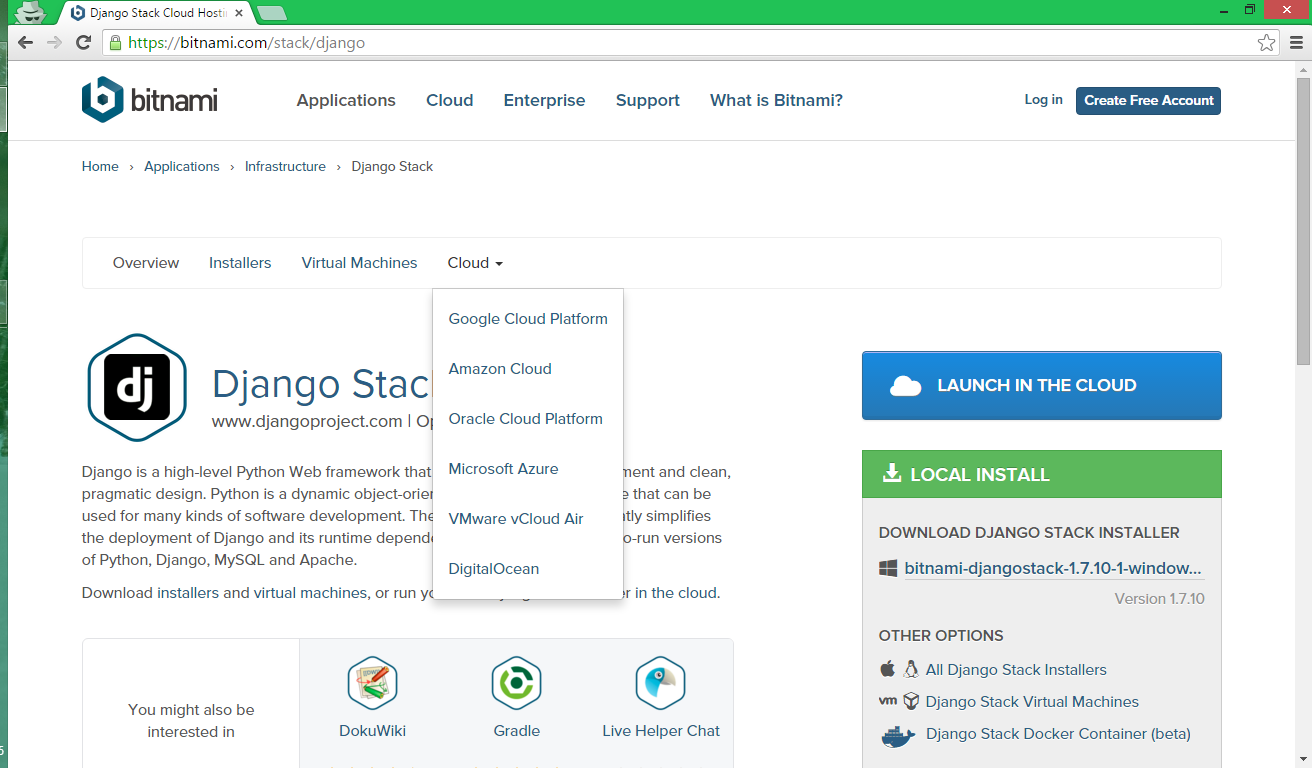 Django Stack Cloud Hosti
https://bitnami.com/stack/django
bitnami
Applications Cloud Enterprise Support What is Bitnami?
Log in Create Free Account
Home › Applications › Infrastructure › Django Stack
Overview Installers Virtual Machines Cloud
Google Cloud Platform
Amazon Cloud
Oracle Cloud Platform
Microsoft Azure
VMware vCloud Air
DigitalOcean
dj
Django Stac
www.djangoproject.com | Op
Django is a high-level Python Web framework that ment and clean,
pragmatic design. Python is a dynamic object-orien e that can be
used for many kinds of software development. The tly simplifies
the deployment of Django and its runtime depende o-run versions
of Python, Django, MySQL and Apache.
Download installers and virtual machines, or run yo r in the cloud.
You might also be
interested in
DokuWiki
Gradle
Live Helper Chat
LAUNCH IN THE CLOUD
LOCAL INSTALL
DOWNLOAD DJANGO STACK INSTALLER
bitnami-djangostack-1.7.10-1-window...
Version 1.7.10
OTHER OPTIONS
All Django Stack Installers
vm Django Stack Virtual Machines
Django Stack Docker Container (beta)